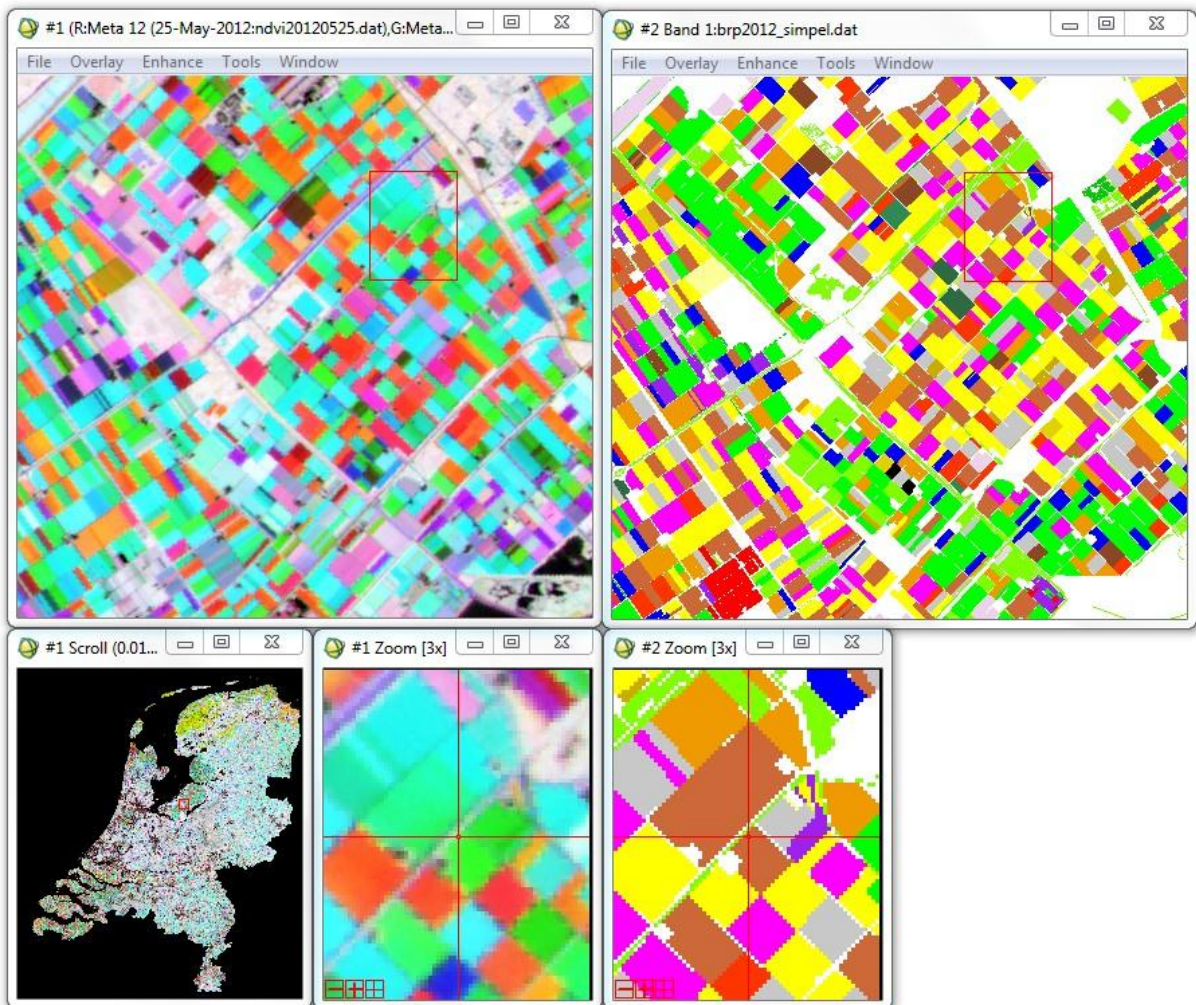 #1 (R:Meta 12 (25-May-2012:ndvi20120525.dat),G:Meta...
File Overlay Enhance Tools Window
#2 Band 1:brp2012_simpel.dat
File Overlay Enhance Tools Window
#1 Scroll (0.01...
#1 Zoom [3x]
#2 Zoom [3x]